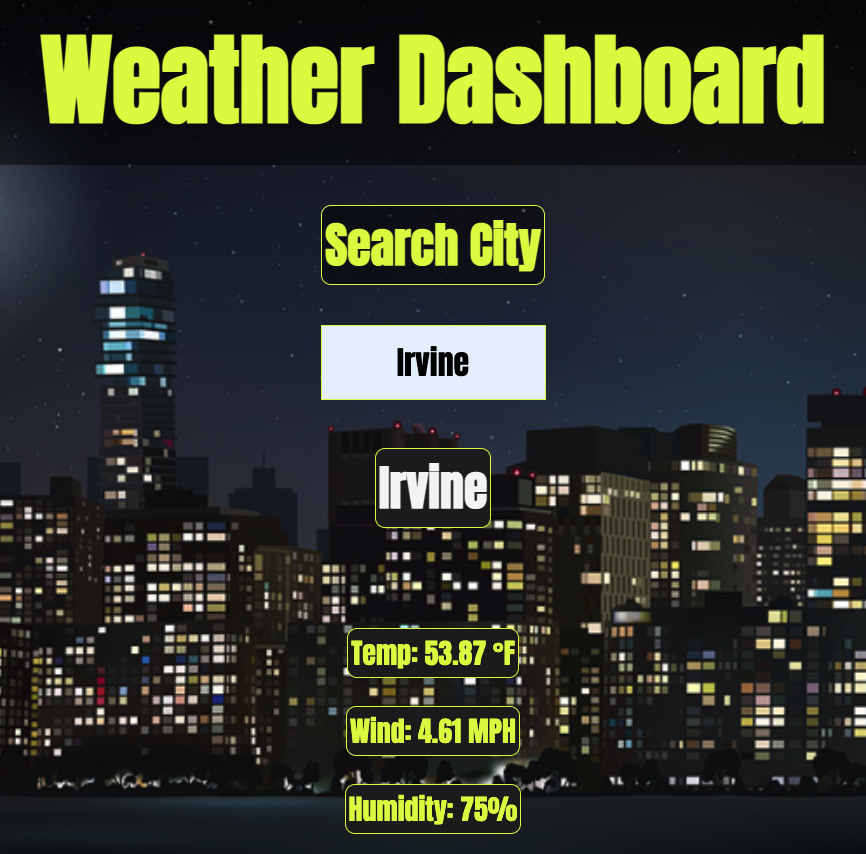 Weather Dashboard
Search City
Irvine
Irvine
Temp: 53.87 °F
Wind: 4.61 MPH
Humidity: 75%